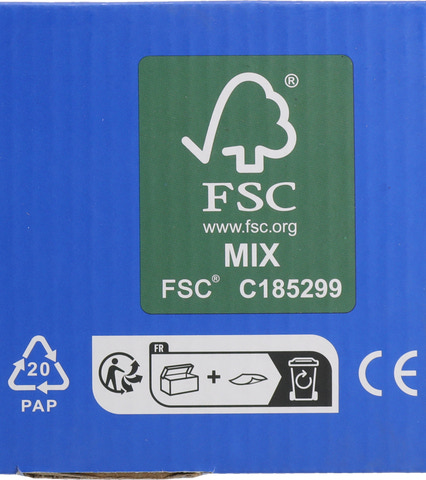 ®
FSC
www.fsc.org
MIX
FSC® C185299
FR
+
20
PAP
CE